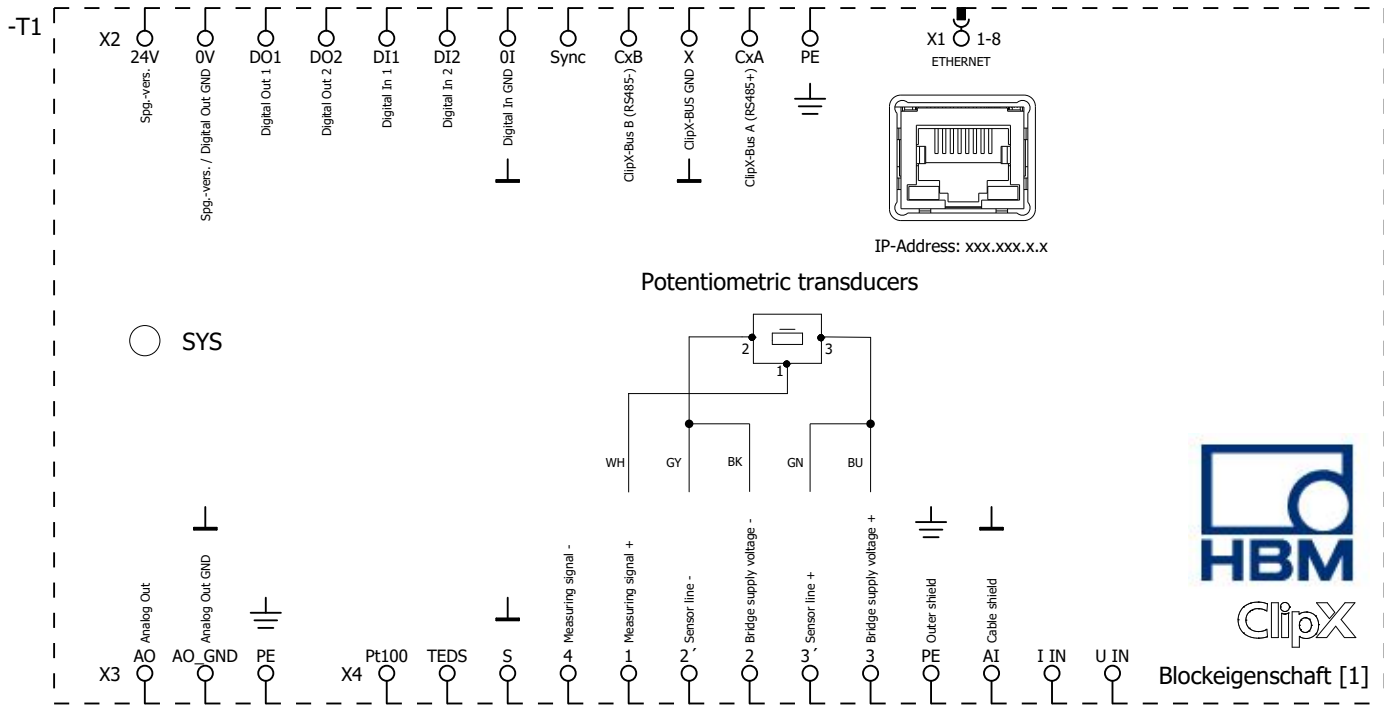 -T1
X2
24V
0V
DO1
DO2
DI1
DI2
0I
Sync
CxB
X
CxA
PE
X1
1-8
ETHERNET
Spg.-vers.
Spg.-vers. / Digital Out GND
Digital Out 1
Digital Out 2
Digital In 1
Digital In 2
Digital In GND
ClipX-Bus B (RS485-)
ClipX-BUS GND
ClipX-Bus A (RS485+)
IP-Address: xxx.xxx.x.x
Potentiometric transducers
SYS
2
3
1
WH
GY
BK
GN
BU
HBM
ClipX
Analog Out
Analog Out GND
Measuring signal -
Measuring signal +
Sensor line -
Bridge supply voltage -
Sensor line +
Bridge supply voltage +
Outer shield
Cable shield
X3
AO
AO_GND
PE
X4
Pt100
TEDS
S
4
1
2´
2
3´
3
PE
AI
I IN
U IN
Blockeigenschaft [1]